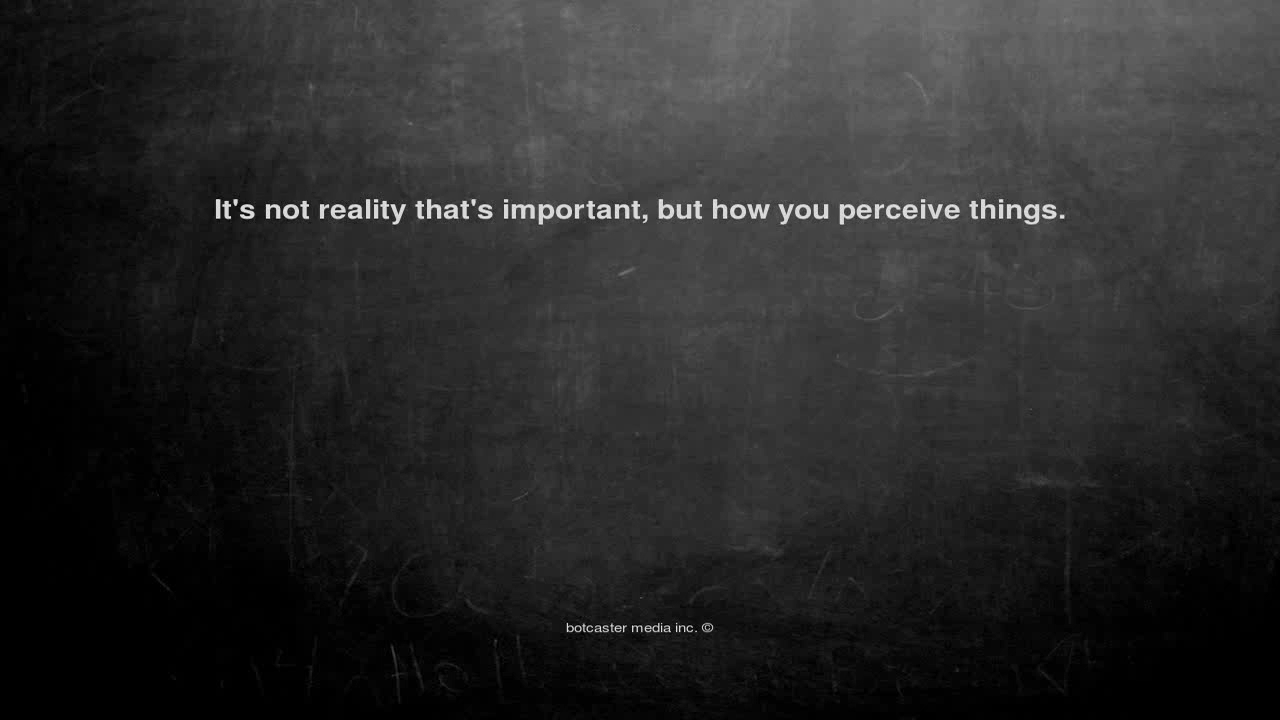 It's not reality that's important, but how you perceive things.
botcaster media inc. ©